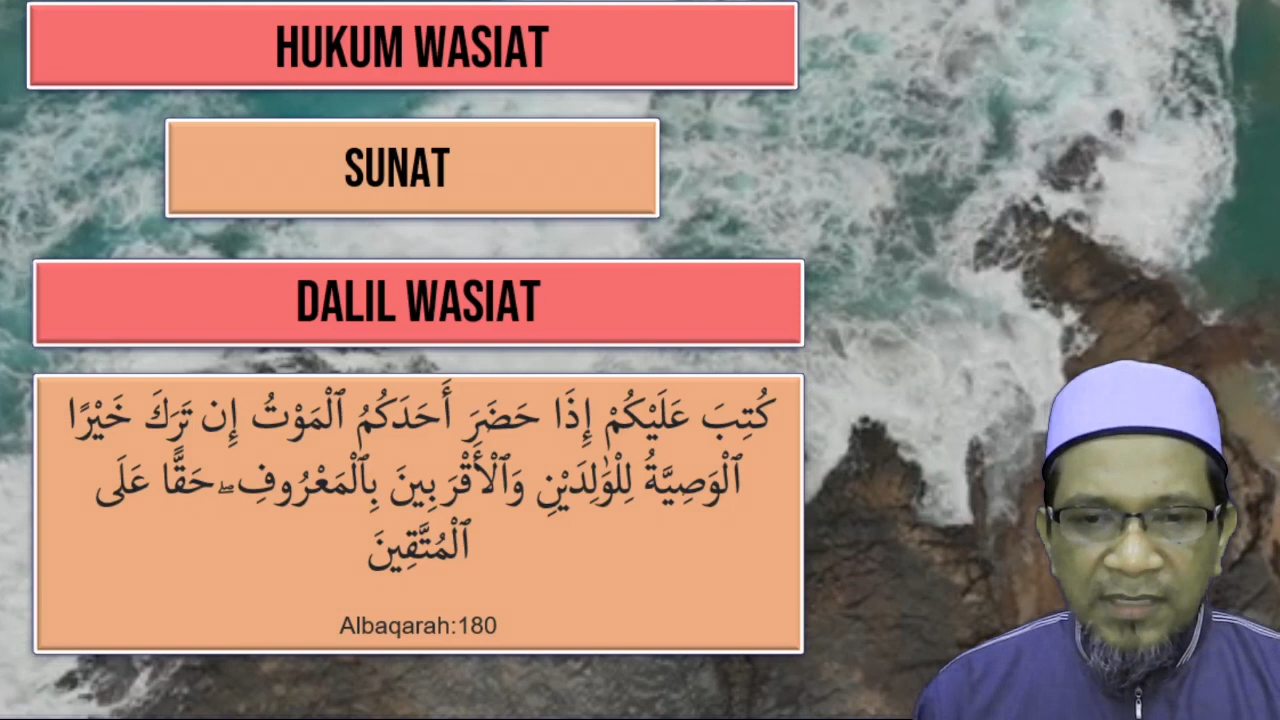 HUKUM WASIAT
SUNAT
DALIL WASIAT
كُتِبَ عَلَيْكُمْ إِذَا حَضَرَ أَحَدَكُمُ ٱلْمَوْتُ إِن تَرَكَ خَيْرًا
ٱلْوَصِيَّةُ لِلْوَٰلِدَيْنِ وَٱلْأَقْرَبِينَ بِٱلْمَعْرُوفِ ۖ حَقًّا عَلَى
ٱلْمُتَّقِينَ
Albaqarah:180